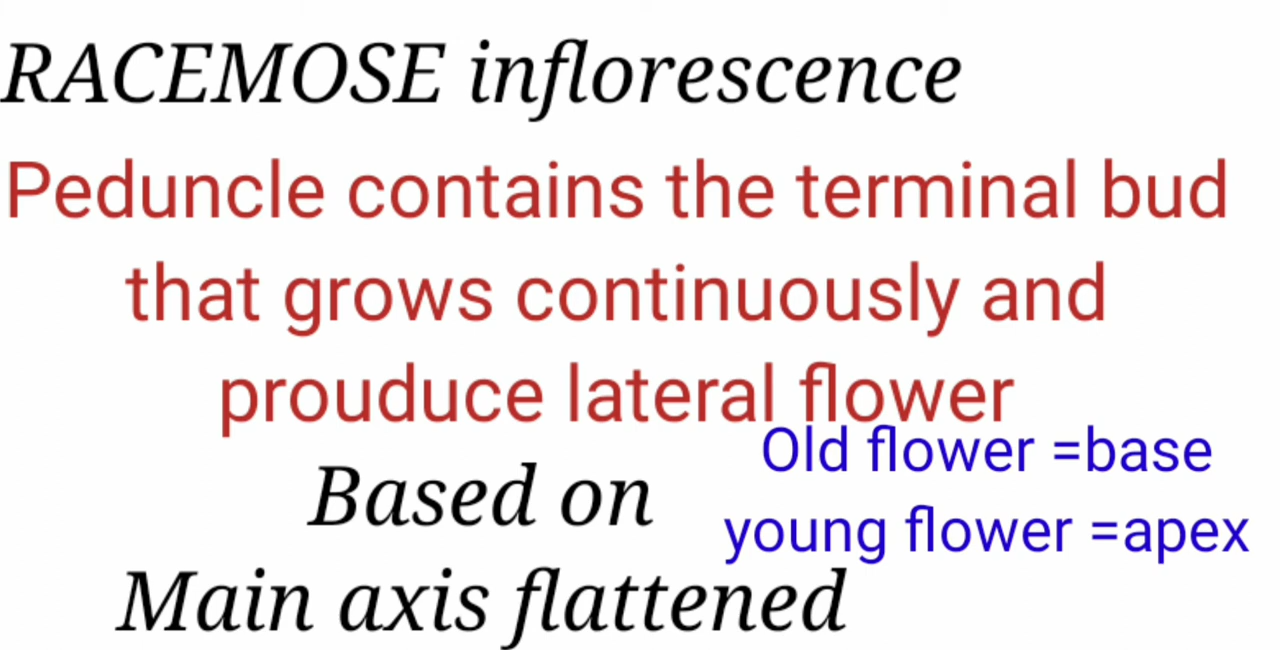 RACEMOSE inflorescence
Peduncle contains the terminal bud
that grows continuously and
prouduce lateral flower
Old flower =base
Based on
young flower =apex
Main axis flattened